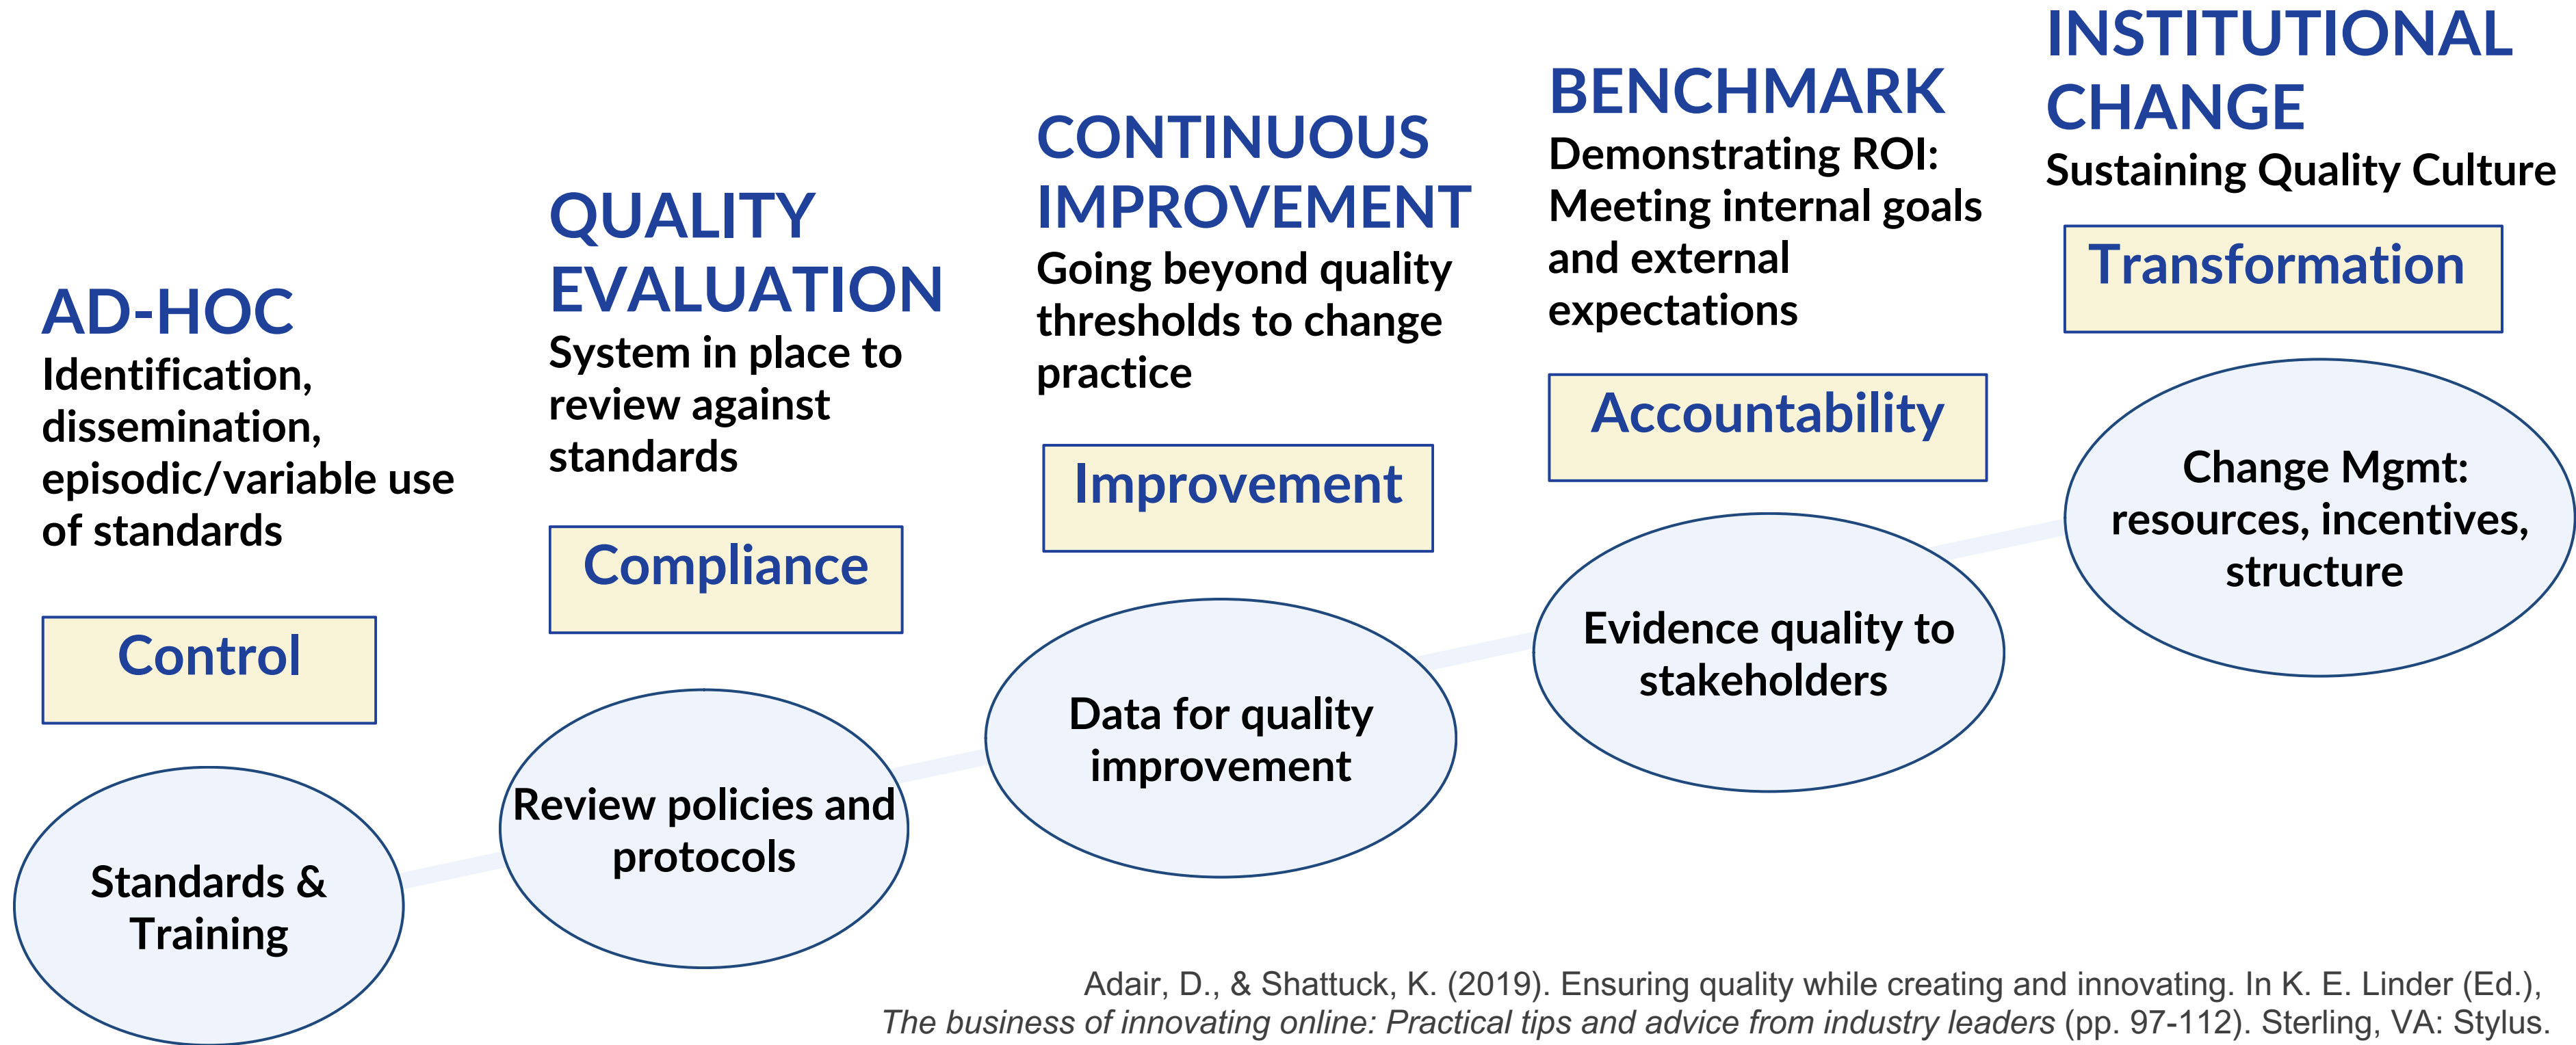 AD-HOC
Identification,
dissemination,
episodic/variable use
of standards
Control
Standards &
Training
QUALITY
EVALUATION
System in place to
review against
standards
Compliance
Review policies and
protocols
CONTINUOUS
IMPROVEMENT
Going beyond quality
thresholds to change
practice
Improvement
Data for quality
improvement
BENCHMARK
Demonstrating ROI:
Meeting internal goals
and external
expectations
Accountability
Evidence quality to
stakeholders
INSTITUTIONAL
CHANGE
Sustaining Quality Culture
Transformation
Change Mgmt:
resources, incentives,
structure
Adair, D., & Shattuck, K. (2019). Ensuring quality while creating and innovating. In K. E. Linder (Ed.),
The business of innovating online: Practical tips and advice from industry leaders (pp. 97-112). Sterling, VA: Stylus.